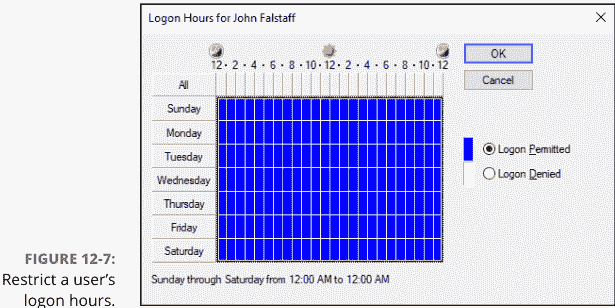 Logon Hours for John Falstaff
12 · 2 · 4 · 6 · 8 · 10 · 12 · 2 · 4 · 6 · 8 · 10 · 12
All
Sunday
Monday
Tuesday
Wednesday
Thursday
Friday
Saturday
Sunday through Saturday from 12:00 AM to 12:00 AM
OK
Cancel
Logon Permitted
Logon Denied
FIGURE 12-7:
Restrict a user’s
logon hours.